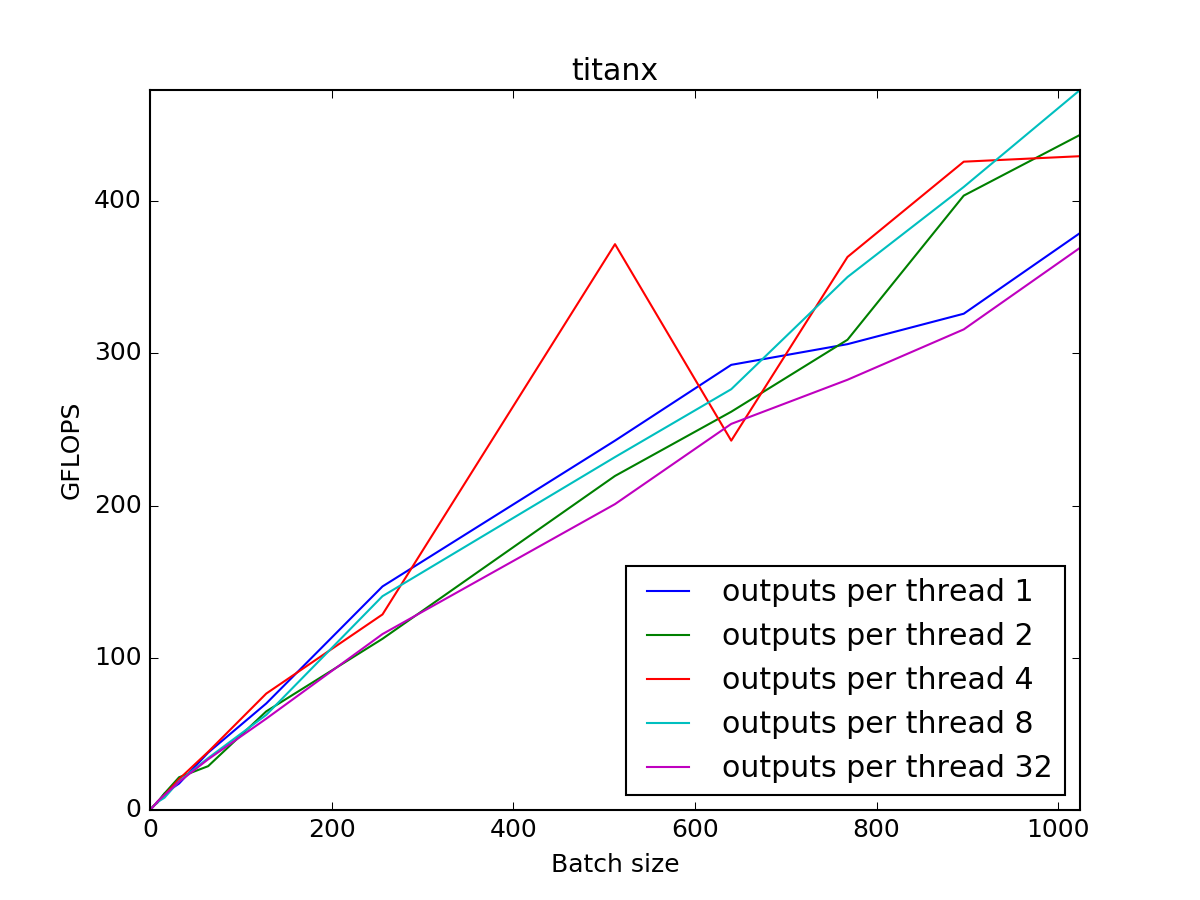 titanx
400
300
200
100
0
GFLOPS
0 200 400 600 800 1000
Batch size
outputs per thread 1
outputs per thread 2
outputs per thread 4
outputs per thread 8
outputs per thread 32